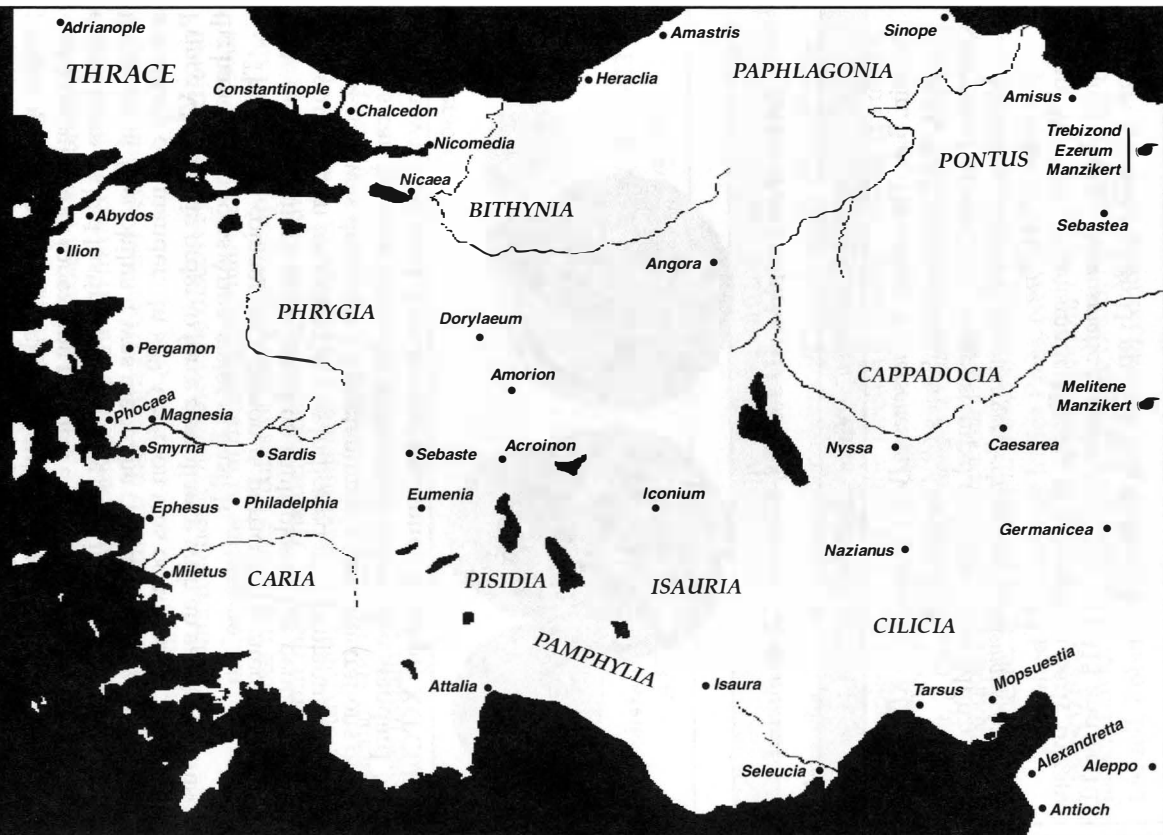 Adrianople
Amastris
Sinope
THRACE
Heraclia
PAPHLAGONIA
Constantinople
Chalcedon
Amisus
Trebizond
Ezerum
Manzikert
Nicomedia
PONTUS
Nicaea
BITHYNIA
Abydos
Sebastea
Ilion
Angora
PHRYGIA
Dorylaeum
Pergamon
Amorion
CAPPADOCIA
Melitene
Manzikert
Phocaea
Magnesia
Smyrna
Sardis
Sebaste
Acroinon
Nyssa
Caesarea
Eumenia
Iconium
Ephesus
Philadelphia
Germanicea
Nazianus
Miletus
CARIA
PISIDIA
ISAURIA
CILICIA
PAMPHYLIA
Attalia
Isaura
Tarsus
Mopsuestia
Seleucia
Alexandretta
Aleppo
Antioch